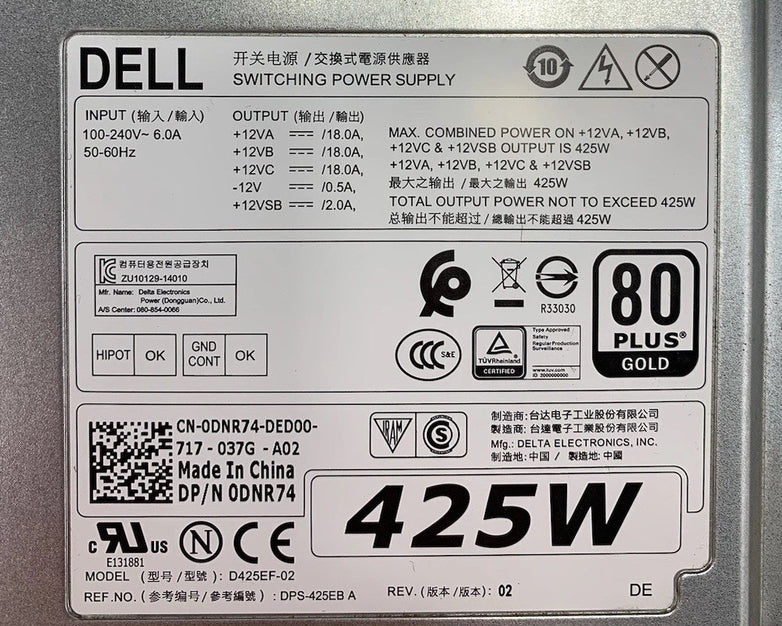 DELL
开关电源 / 交換式電源供應器
SWITCHING POWER SUPPLY
10
INPUT (输入 / 輸入)
100-240V~ 6.0A
50-60Hz
OUTPUT (输出 / 輸出)
+12VA /18.0A,
+12VB /18.0A,
+12VC /18.0A,
-12V /0.5A,
+12VSB /2.0A,
MAX. COMBINED POWER ON +12VA, +12VB,
+12VC & +12VSB OUTPUT IS 425W
+12VA, +12VB, +12VC & +12VSB
最大之输出 / 最大之輸出 425W
TOTAL OUTPUT POWER NOT TO EXCEED 425W
总输出不能超过 / 總輸出不能超過 425W
컴퓨터용전원공급장치
ZU10129-14010
Mfr. Name: Delta Electronics
Power (Dongguan)Co., Ltd.
A/S Center: 080-854-0066
HIPOT OK
GND CONT OK
R33030
CCC S&E
TÜVRheinland
CERTIFIED
Type Approved
Safety
Regular Production
Surveillance
www.tuv.com
ID 2000000000
80
PLUS®
GOLD
CN-0DNR74-DED00-
717 - 037G - A02
Made In China
DP/N 0DNR74
IRAM
S
制造商: 台达电子工业股份有限公司
製造商: 台達電子工業股份有限公司
Mfg.: DELTA ELECTRONICS, INC.
制造地: 中国 / 製造地: 中國
425W
c RU US
E131881
N
CE
MODEL (型号 / 型號) : D425EF-02
REF.NO. (参考编号 / 參考編號) : DPS-425EB A
REV. (版本 / 版本): 02
DE